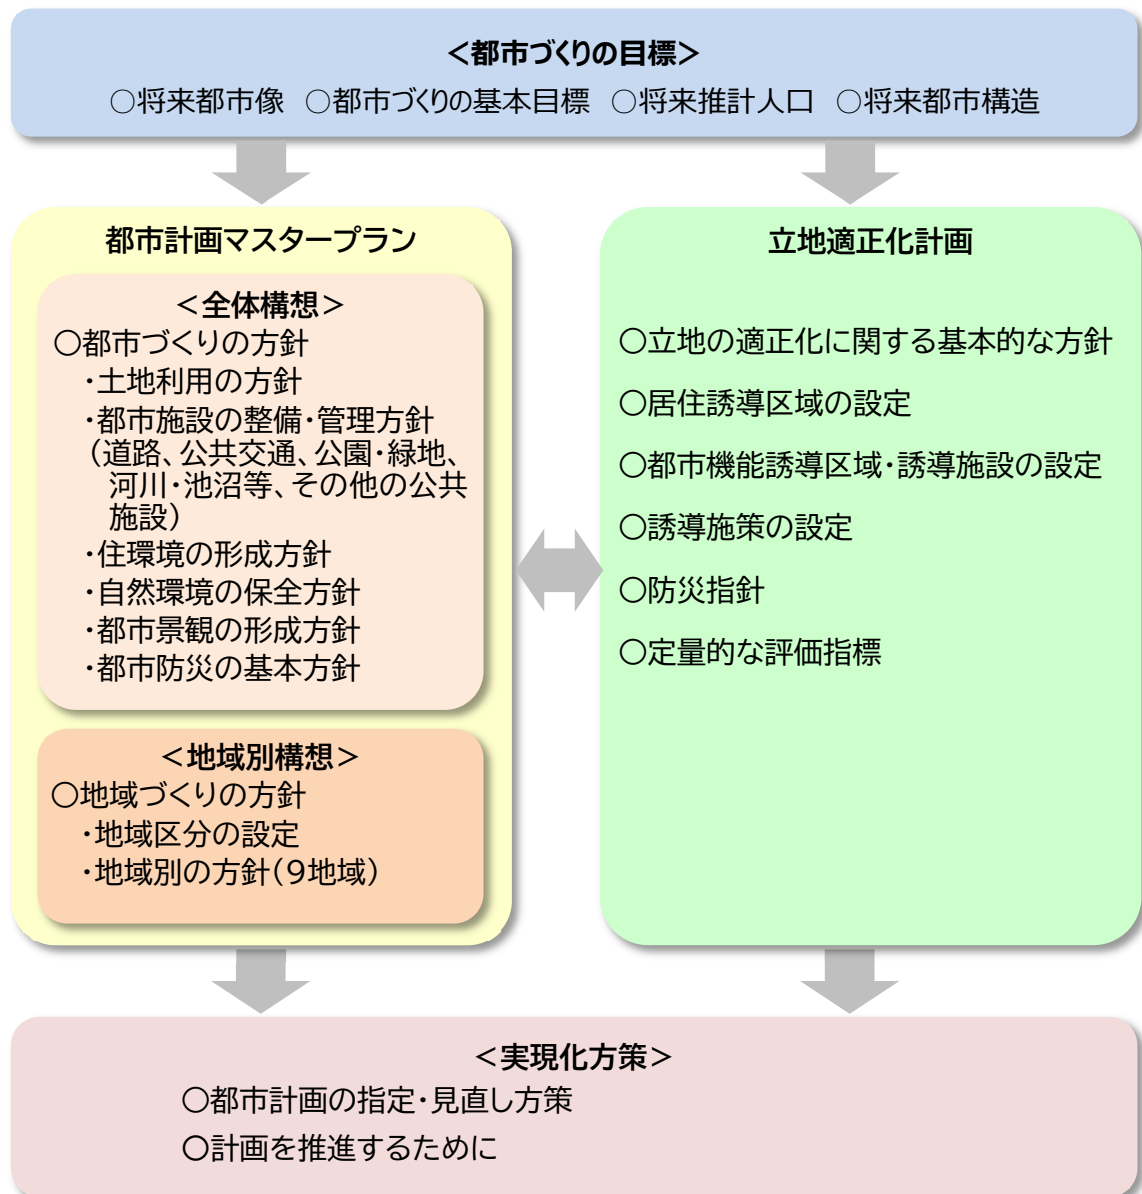 ＜都市づくりの目標＞
○将来都市像 ○都市づくりの基本目標 ○将来推計人口 ○将来都市構造
都市計画マスタープラン
＜全体構想＞
○都市づくりの方針
・土地利用の方針
・都市施設の整備・管理方針
（道路、公共交通、公園・緑地、
河川・池沼等、その他の公共
施設）
・住環境の形成方針
・自然環境の保全方針
・都市景観の形成方針
・都市防災の基本方針
＜地域別構想＞
○地域づくりの方針
・地域区分の設定
・地域別の方針（９地域）
立地適正化計画
○立地の適正化に関する基本的な方針
○居住誘導区域の設定
○都市機能誘導区域・誘導施設の設定
○誘導施策の設定
○防災指針
○定量的な評価指標
＜実現化方策＞
○都市計画の指定・見直し方策
○計画を推進するために